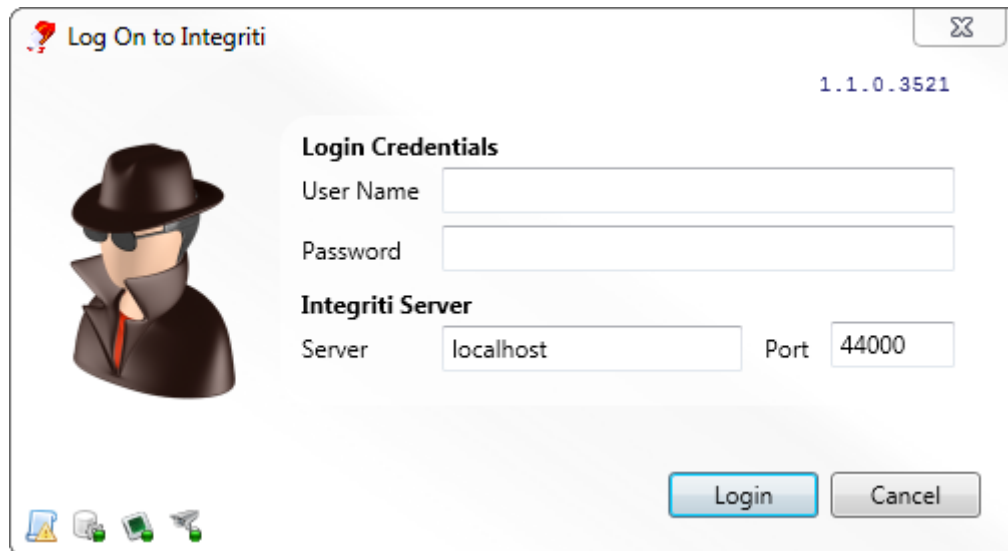 Log On to Integriti
1.1.0.3521
Login Credentials
User Name
Password
Integriti Server
Server localhost Port 44000
Login Cancel